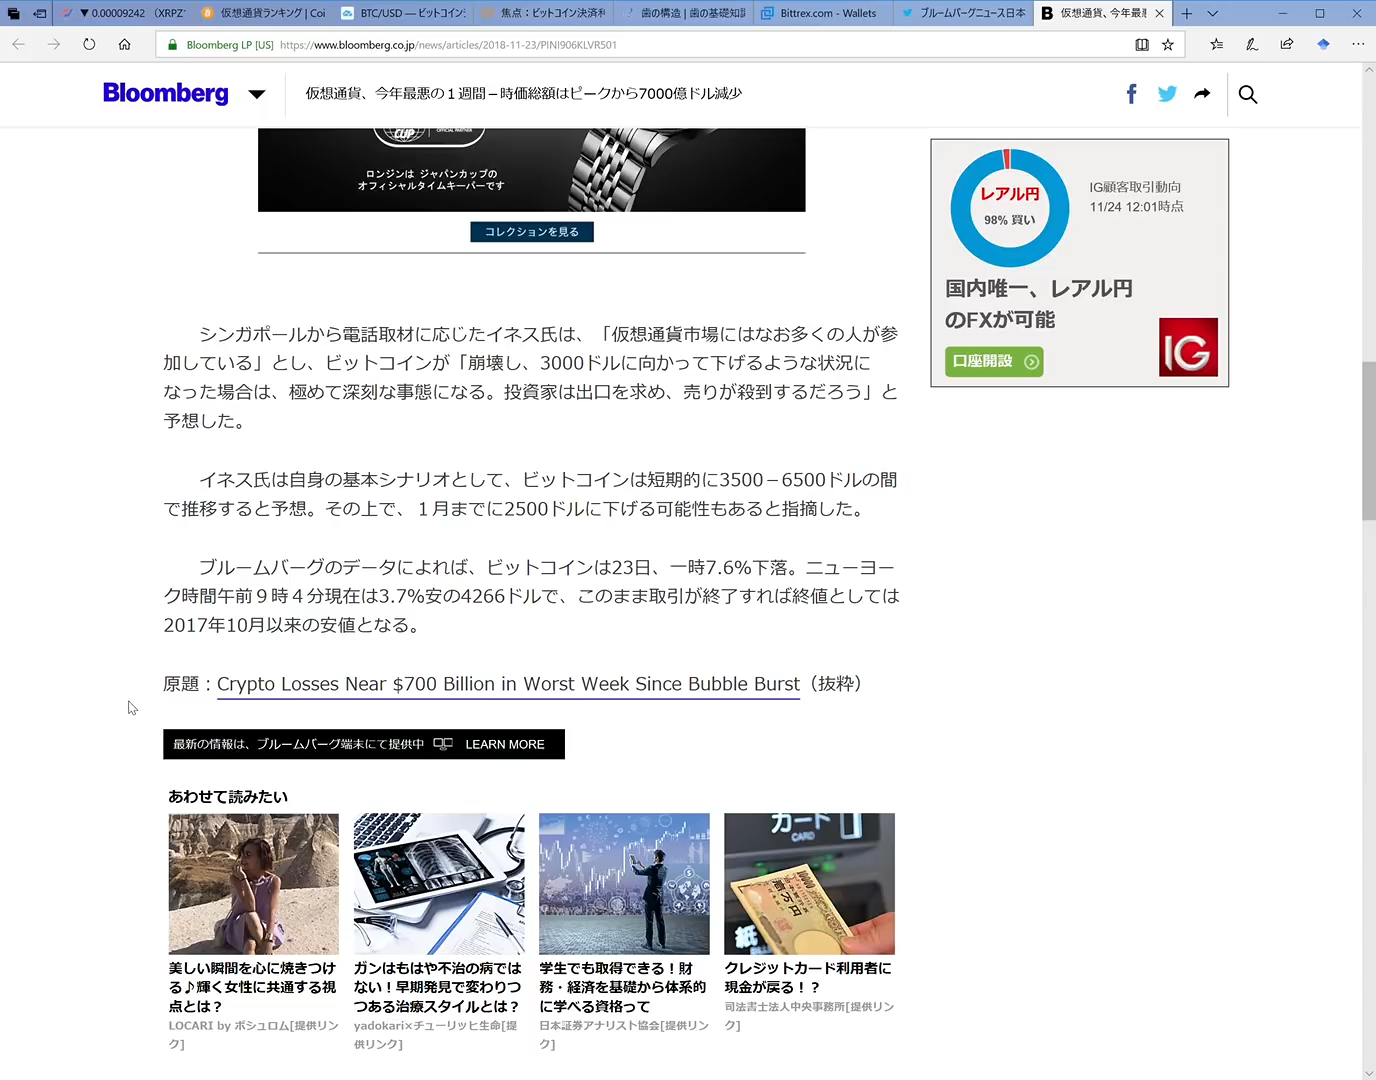 ▼ 0.00009242 （XRPZ
仮想通貨ランキング | Coi
BTC/USD — ビットコイン
焦点：ビットコイン決済利
歯の構造 | 歯の基礎知識
Bittrex.com - Wallets
ブルームバーグニュース日本
仮想通貨、今年最悪
Bloomberg LP [US] https://www.bloomberg.co.jp/news/articles/2018-11-23/PINI906KLVR501
Bloomberg
仮想通貨、今年最悪の１週間－時価総額はピークから7000億ドル減少
CUP
OFFICIAL PARTNER
ロンジンは ジャパンカップの
オフィシャルタイムキーパーです
コレクションを見る
レアル円
98% 買い
IG顧客取引動向
11/24 12:01時点
国内唯一、レアル円
のFXが可能
口座開設
IG
シンガポールから電話取材に応じたイネス氏は、「仮想通貨市場にはなお多くの人が参
加している」とし、ビットコインが「崩壊し、3000ドルに向かって下げるような状況に
なった場合は、極めて深刻な事態になる。投資家は出口を求め、売りが殺到するだろう」と
予想した。
イネス氏は自身の基本シナリオとして、ビットコインは短期的に3500－6500ドルの間
で推移すると予想。その上で、１月までに2500ドルに下げる可能性もあると指摘した。
ブルームバーグのデータによれば、ビットコインは23日、一時7.6%下落。ニューヨー
ク時間午前９時４分現在は3.7%安の4266ドルで、このまま取引が終了すれば終値としては
2017年10月以来の安値となる。
原題：Crypto Losses Near $700 Billion in Worst Week Since Bubble Burst（抜粋）
最新の情報は、ブルームバーグ端末にて提供中 LEARN MORE
あわせて読みたい
カード
CARD
紙
10000
壱万円
美しい瞬間を心に焼きつけ
る♪輝く女性に共通する視
点とは？
LOCARI by ボシュロム[提供リン
ク]
ガンはもはや不治の病では
ない！早期発見で変わりつ
つある治療スタイルとは？
yadokari×チューリッヒ生命[提
供リンク]
学生でも取得できる！財
務・経済を基礎から体系的
に学べる資格って
日本証券アナリスト協会[提供リン
ク]
クレジットカード利用者に
現金が戻る！？
司法書士法人中央事務所[提供リン
ク]